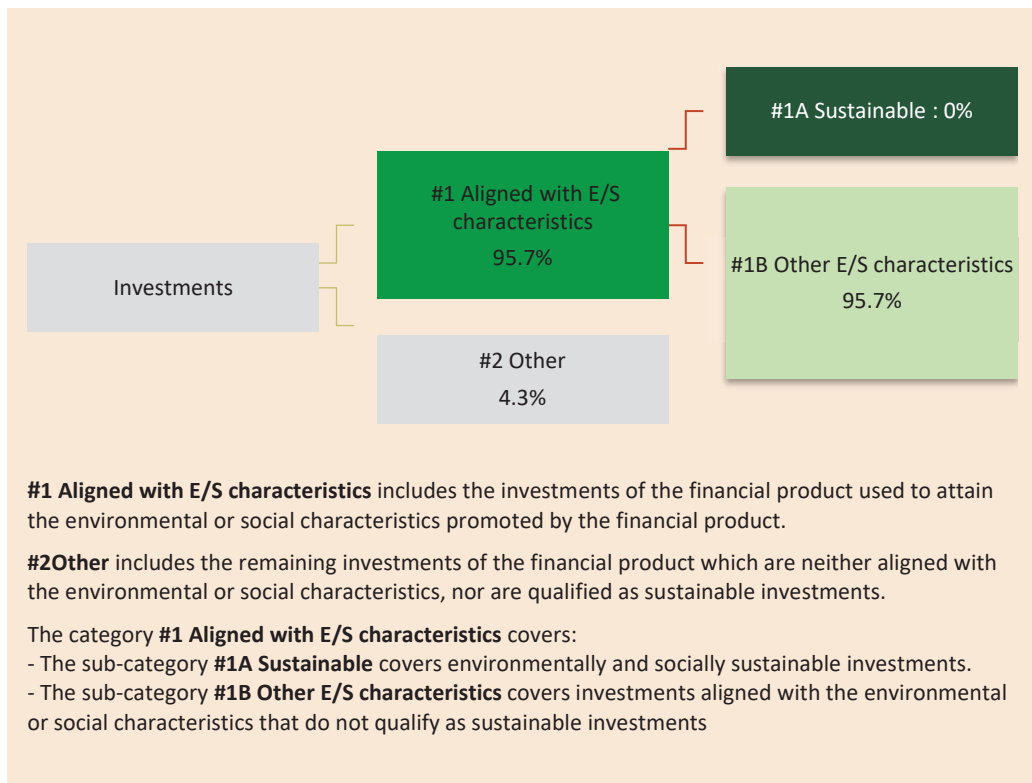 #1A Sustainable : 0%
#1 Aligned with E/S
characteristics
95.7%
#1B Other E/S characteristics
95.7%
Investments
#2 Other
4.3%
#1 Aligned with E/S characteristics includes the investments of the financial product used to attain
the environmental or social characteristics promoted by the financial product.
#2Other includes the remaining investments of the financial product which are neither aligned with
the environmental or social characteristics, nor are qualified as sustainable investments.
The category #1 Aligned with E/S characteristics covers:
- The sub-category #1A Sustainable covers environmentally and socially sustainable investments.
- The sub-category #1B Other E/S characteristics covers investments aligned with the environmental
or social characteristics that do not qualify as sustainable investments